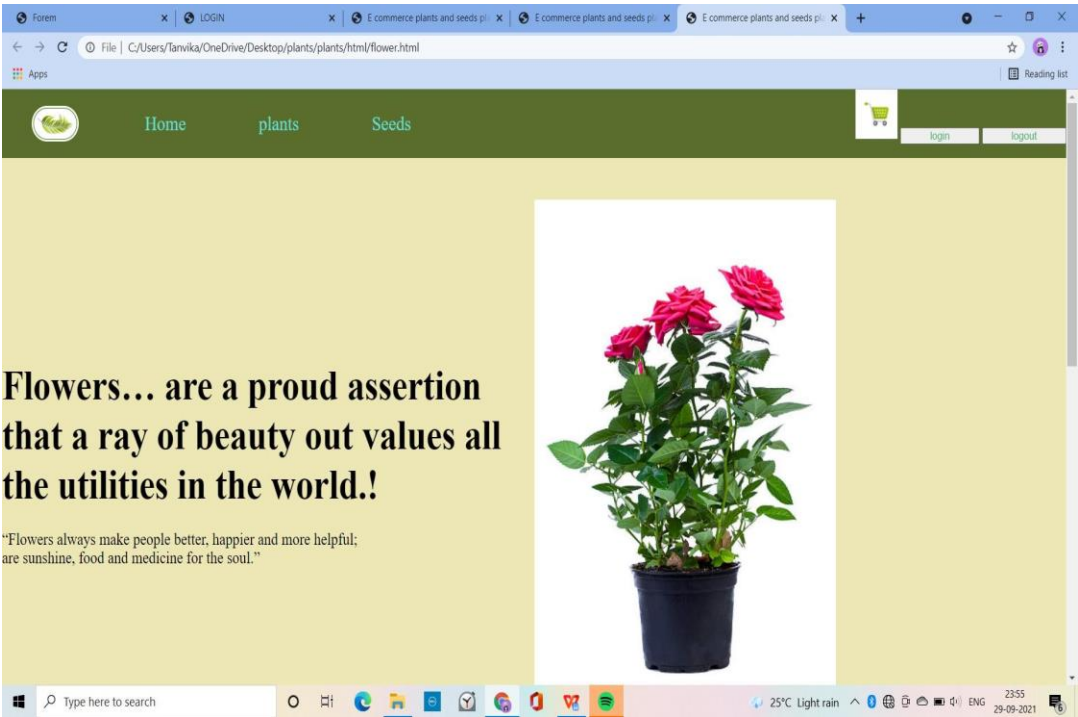 Forem
LOGIN
E commerce plants and seeds pl
E commerce plants and seeds pl
E commerce plants and seeds pl
File | C:/Users/Tanvika/OneDrive/Desktop/plants/plants/html/flower.html
Apps
Reading list
Home plants Seeds
login logout
Flowers… are a proud assertion
that a ray of beauty out values all
the utilities in the world.!
“Flowers always make people better, happier and more helpful;
are sunshine, food and medicine for the soul.”
Type here to search
25°C Light rain
ENG
23:55
29-09-2021
6